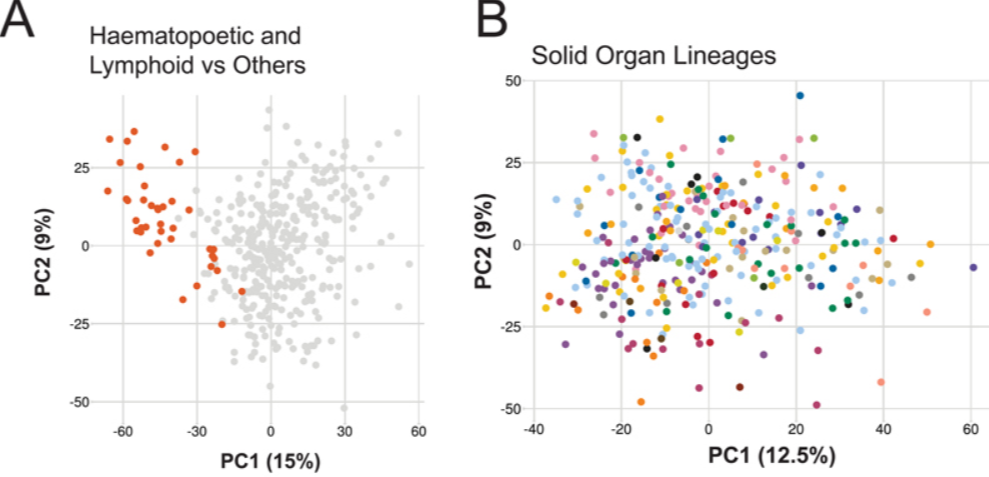 A
Haematopoetic and
Lymphoid vs Others
PC2 (9%)
25
0
-25
-50
-60
-30
0
30
60
PC1 (15%)
B
Solid Organ Lineages
PC2 (9%)
50
25
0
-25
-50
-40
-20
0
20
40
60
PC1 (12.5%)